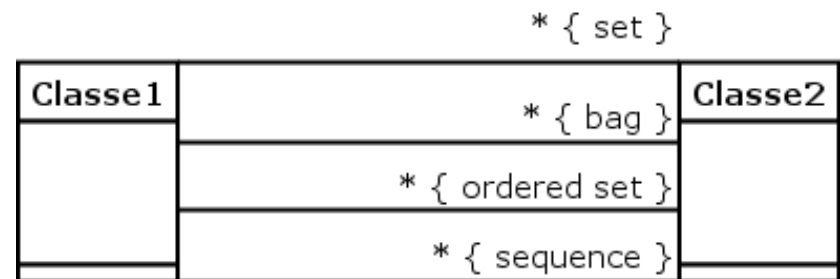 * { set }
Classe1
Classe2
* { bag }
* { ordered set }
* { sequence }